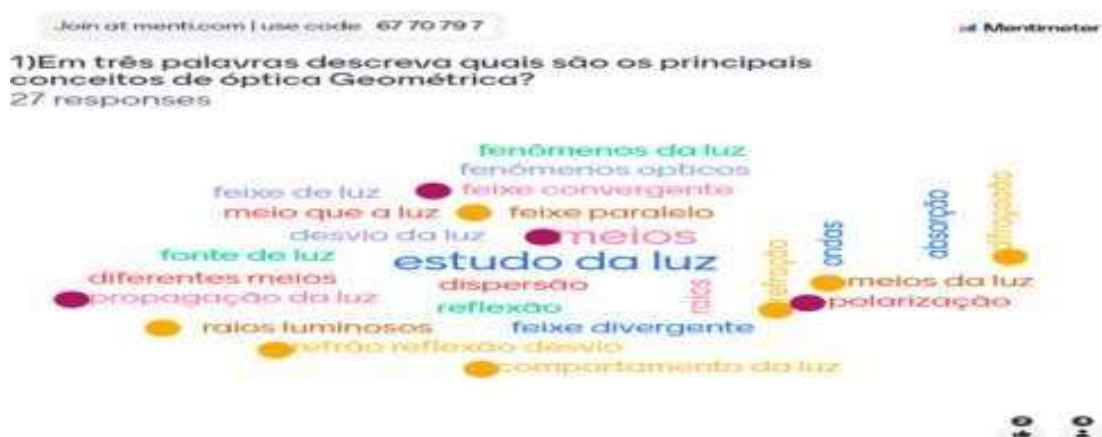 Join at menti.com | use code 67 70 79 7
Mentimeter
1)Em três palavras descreva quais são os principais
conceitos de óptica Geométrica?
27 responses
fenômenos da luz
fenômenos opticos
feixe de luz
feixe convergente
meio que a luz
feixe paralelo
desvio da luz
meios
fonte de luz
estudo da luz
diferentes meios
dispersão
propagação da luz
reflexão
raios
refração
ondas
absorção
difraçoado
meios da luz
polarização
raios luminosos
feixe divergente
refrão reflexão desvio
comportamento da luz